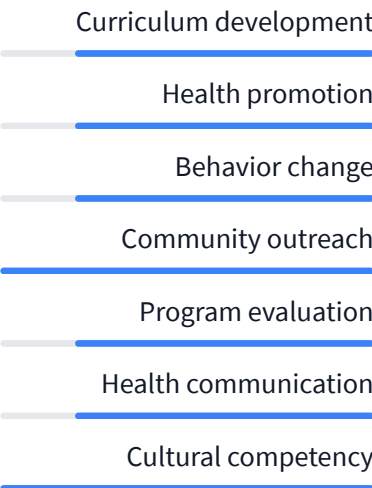 Curriculum development
Health promotion
Behavior change
Community outreach
Program evaluation
Health communication
Cultural competency